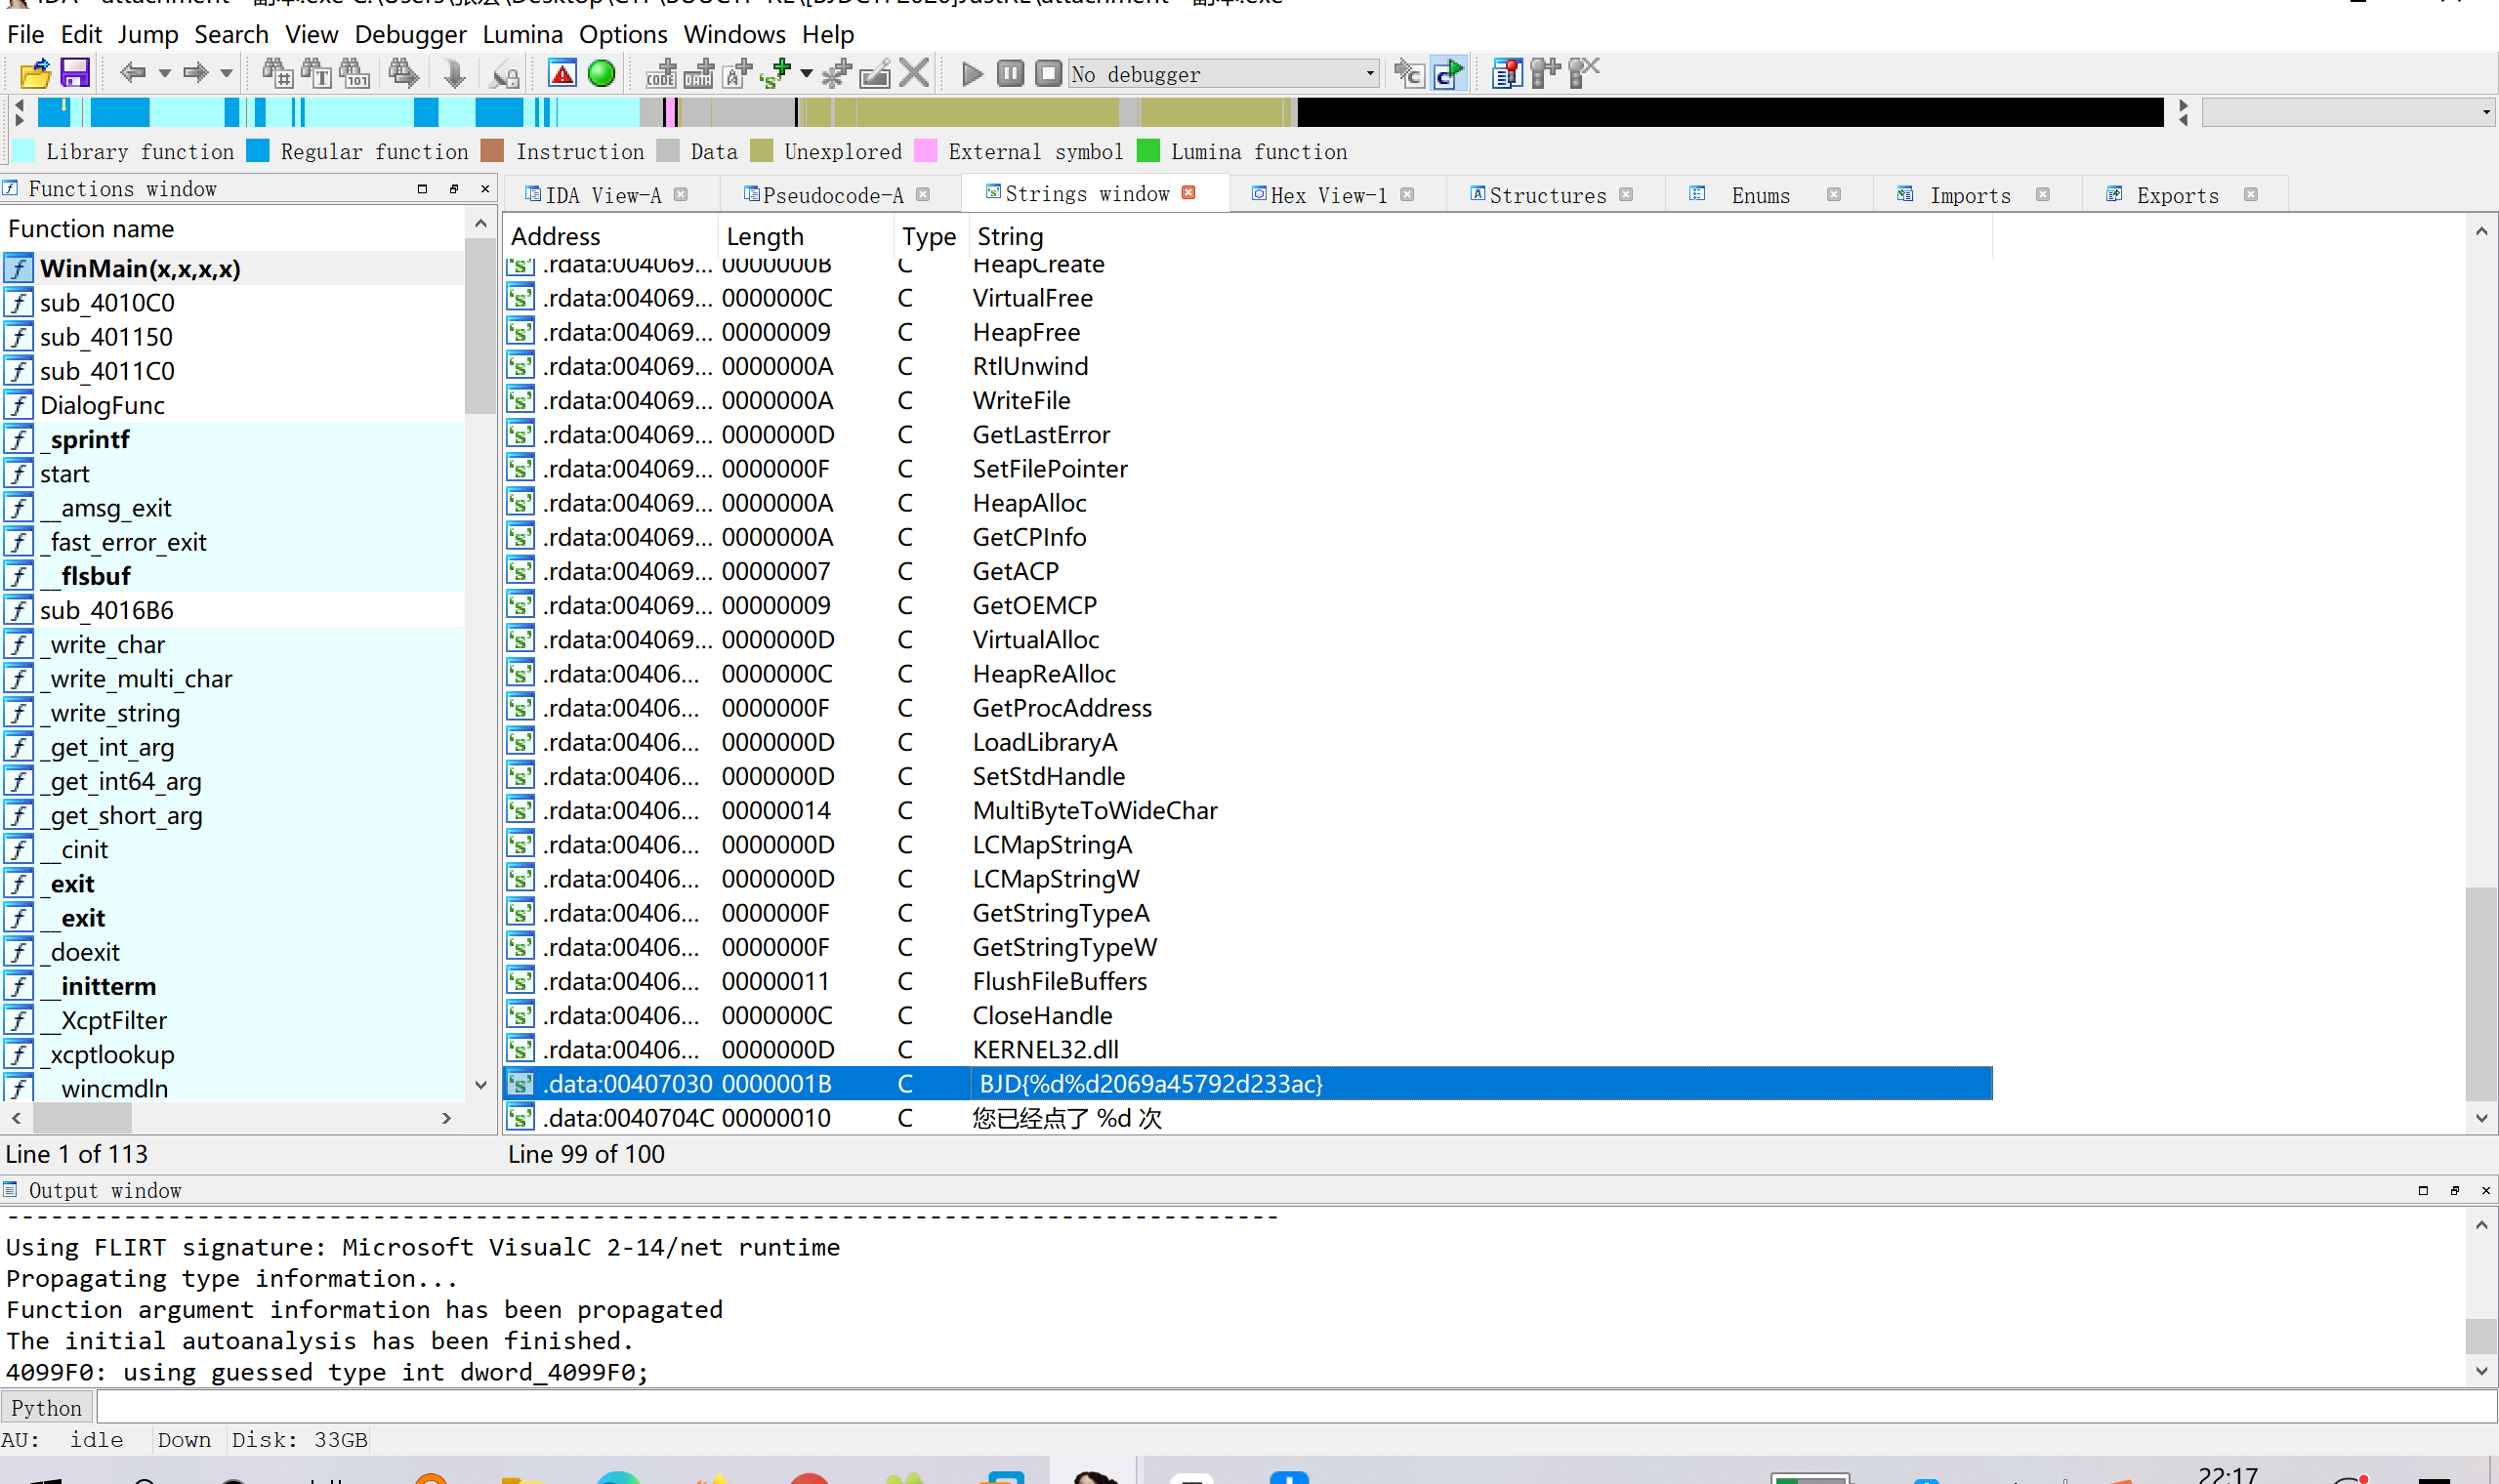 File Edit Jump Search View Debugger Lumina Options Windows Help
No debugger
Library function Regular function Instruction Data Unexplored External symbol Lumina function
Functions window
IDA View-A Pseudocode-A Strings window Hex View-1 Structures Enums Imports Exports
Function name
WinMain(x,x,x,x)
sub_4010C0
sub_401150
sub_4011C0
DialogFunc
_sprintf
start
__amsg_exit
_fast_error_exit
__flsbuf
sub_4016B6
_write_char
_write_multi_char
_write_string
_get_int_arg
_get_int64_arg
_get_short_arg
__cinit
_exit
__exit
_doexit
__initterm
__XcptFilter
_xcptlookup
__wincmdln
Line 1 of 113
Address Length Type String
.rdata:004069... 0000000B C HeapCreate
.rdata:004069... 0000000C C VirtualFree
.rdata:004069... 00000009 C HeapFree
.rdata:004069... 0000000A C RtlUnwind
.rdata:004069... 0000000A C WriteFile
.rdata:004069... 0000000D C GetLastError
.rdata:004069... 0000000F C SetFilePointer
.rdata:004069... 0000000A C HeapAlloc
.rdata:004069... 0000000A C GetCPInfo
.rdata:004069... 00000007 C GetACP
.rdata:004069... 00000009 C GetOEMCP
.rdata:004069... 0000000D C VirtualAlloc
.rdata:00406... 0000000C C HeapReAlloc
.rdata:00406... 0000000F C GetProcAddress
.rdata:00406... 0000000D C LoadLibraryA
.rdata:00406... 0000000D C SetStdHandle
.rdata:00406... 00000014 C MultiByteToWideChar
.rdata:00406... 0000000D C LCMapStringA
.rdata:00406... 0000000D C LCMapStringW
.rdata:00406... 0000000F C GetStringTypeA
.rdata:00406... 0000000F C GetStringTypeW
.rdata:00406... 00000011 C FlushFileBuffers
.rdata:00406... 0000000C C CloseHandle
.rdata:00406... 0000000D C KERNEL32.dll
.data:00407030 0000001B C BJD{%d%d2069a45792d233ac}
.data:0040704C 00000010 C 您已经点了 %d 次
Line 99 of 100
Output window
Using FLIRT signature: Microsoft VisualC 2-14/net runtime
Propagating type information...
Function argument information has been propagated
The initial autoanalysis has been finished.
4099F0: using guessed type int dword_4099F0;
Python
AU: idle Down Disk: 33GB
22:17